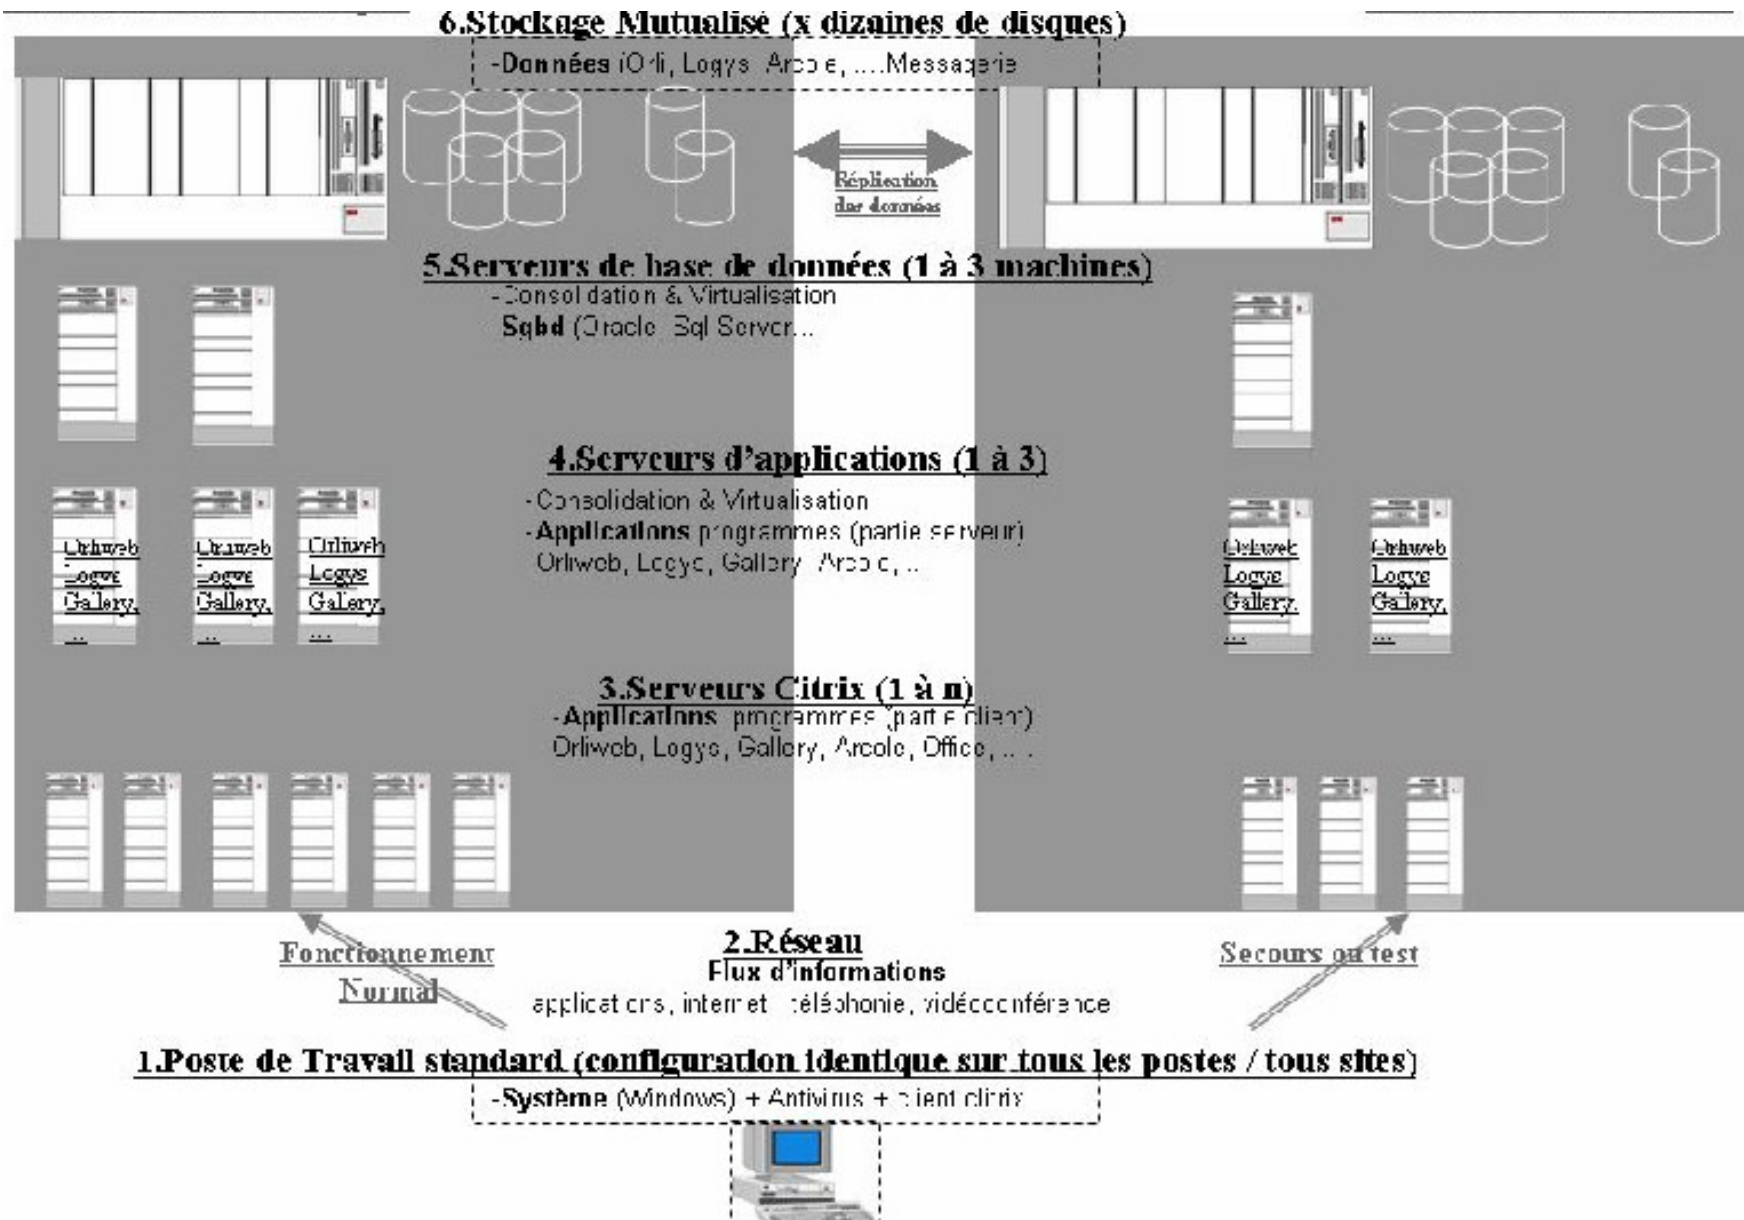 6.Stockage Mutualisé (x dizaines de disques)
-Données (Orli, Logys, Arcole, ....Messagerie
Réplication
des données
5.Serveurs de base de données (1 à 3 machines)
-Consolidation & Virtualisation
Sgbd (Oracle, Sql Server...
4.Serveurs d'applications (1 à 3)
-Consolidation & Virtualisation
-Applications programmes (partie serveur)
Orliweb, Logys, Gallery, Arcole, ...
Orliweb
Logys
Gallery,
...
Orliweb
Logys
Gallery,
...
Orliweb
Logys
Gallery,
...
Orliweb
Logys
Gallery,
...
Orliweb
Logys
Gallery,
...
3.Serveurs Citrix (1 à n)
-Applications programmes (partie client)
Orliweb, Logys, Gallery, Arcole, Office, ....
Fonctionnement
Normal
2.Réseau
Flux d'informations
applications, internet, téléphonie, vidéoconférence
Secours ou test
1.Poste de Travail standard (configuration identique sur tous les postes / tous sites)
-Système (Windows) + Antivirus + client citrix